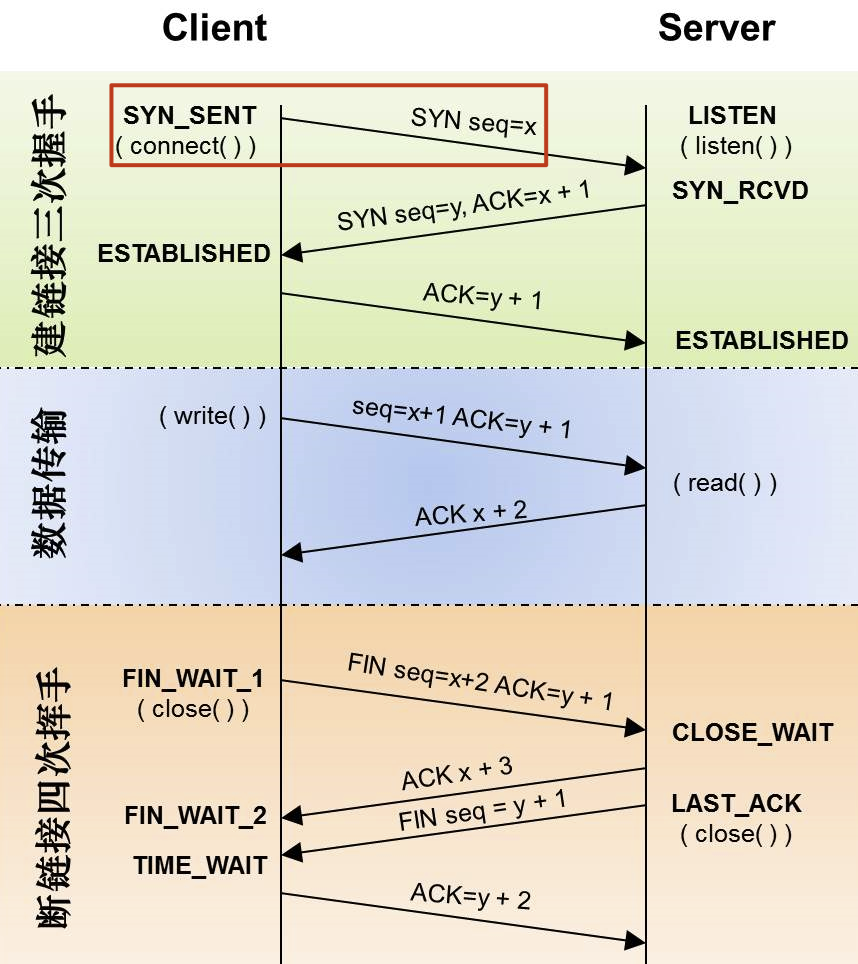 Client
Server
建链接三次握手
SYN_SENT
( connect( ) )
SYN seq=x
LISTEN
( listen( ) )
SYN_RCVD
SYN seq=y, ACK=x + 1
ESTABLISHED
ACK=y + 1
ESTABLISHED
数据传输
( write( ) )
seq=x+1 ACK=y + 1
( read( ) )
ACK x + 2
断链接四次挥手
FIN_WAIT_1
( close( ) )
FIN seq=x+2 ACK=y + 1
CLOSE_WAIT
ACK x + 3
LAST_ACK
( close( ) )
FIN_WAIT_2
FIN seq = y + 1
TIME_WAIT
ACK=y + 2